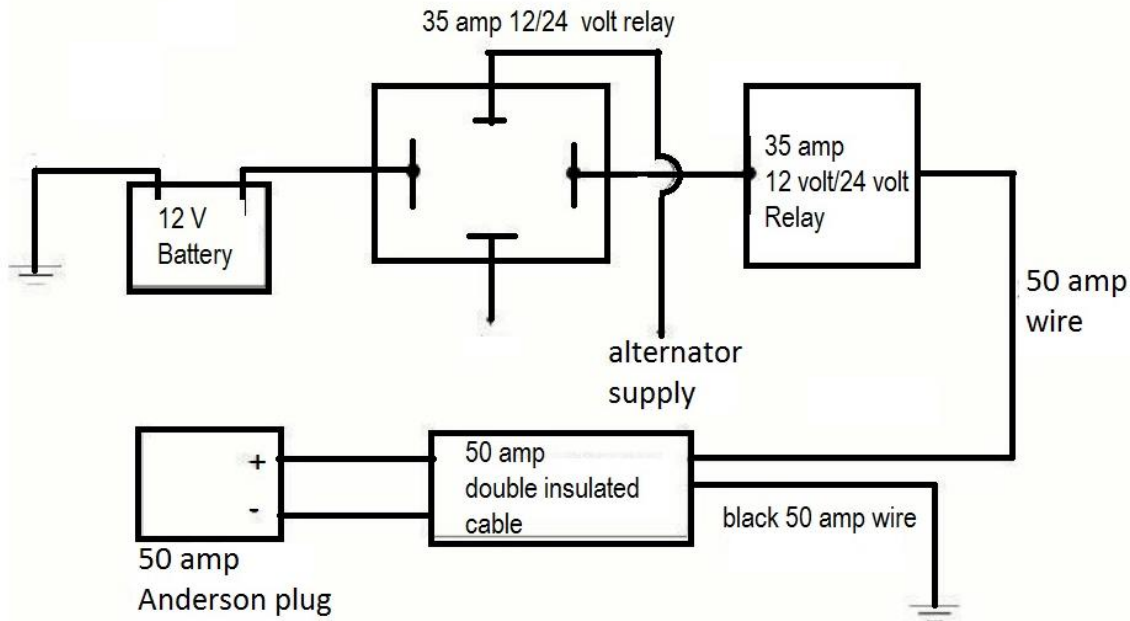 35 amp 12/24 volt relay
12 V
Battery
35 amp
12 volt/24 volt
Relay
50 amp
wire
alternator
supply
+
-
50 amp
double insulated
cable
black 50 amp wire
50 amp
Anderson plug